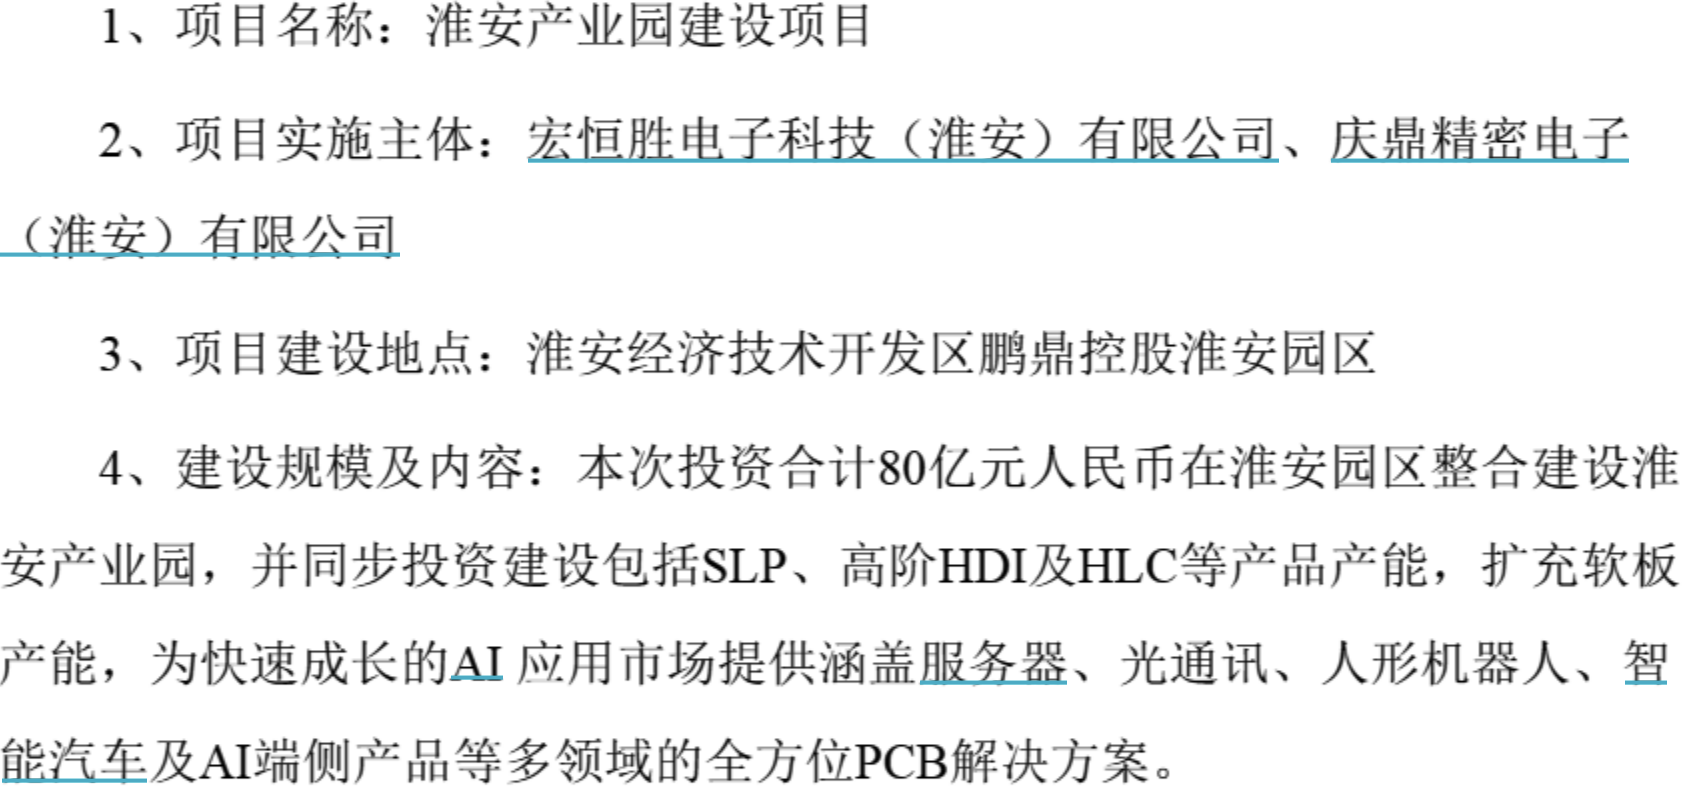 1、项目名称：淮安产业园建设项目
2、项目实施主体：宏恒胜电子科技（淮安）有限公司、庆鼎精密电子
（淮安）有限公司
3、项目建设地点：淮安经济技术开发区鹏鼎控股淮安园区
4、建设规模及内容：本次投资合计80亿元人民币在淮安园区整合建设淮
安产业园，并同步投资建设包括SLP、高阶HDI及HLC等产品产能，扩充软板
产能，为快速成长的AI 应用市场提供涵盖服务器、光通讯、人形机器人、智
能汽车及AI端侧产品等多领域的全方位PCB解决方案。